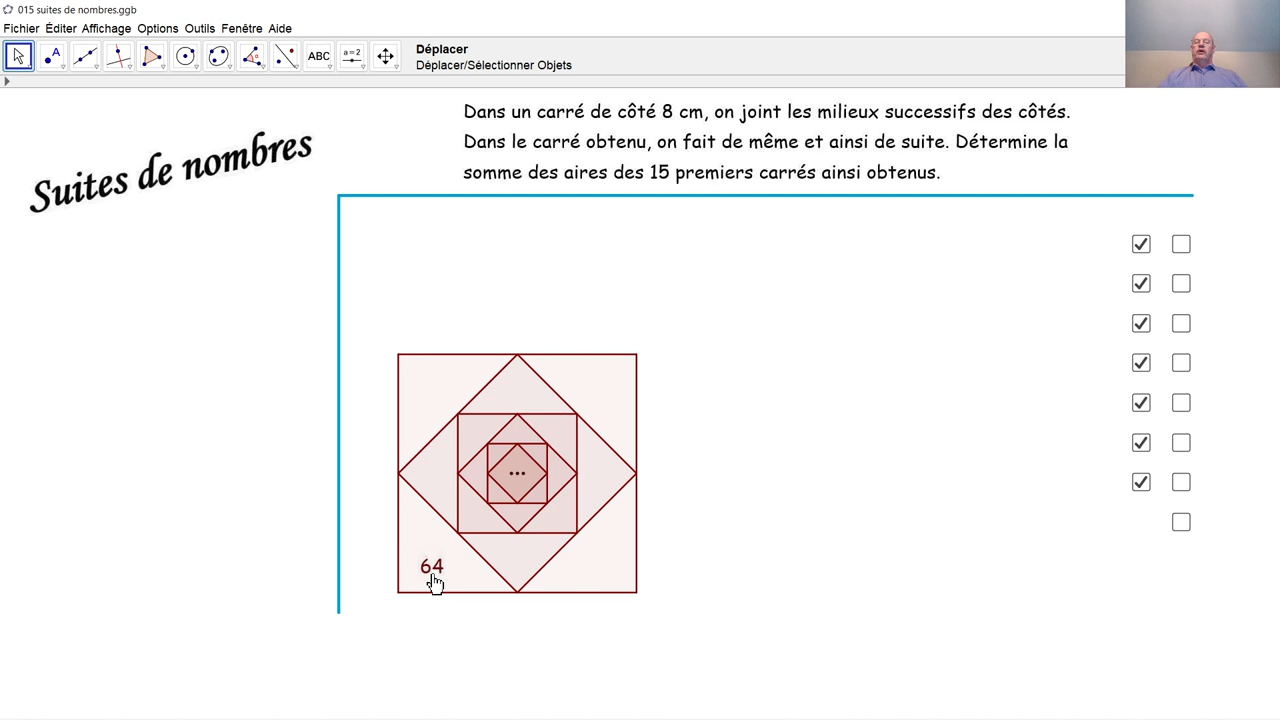 015 suites de nombres.ggb
Fichier Éditer Affichage Options Outils Fenêtre Aide
A
ABC
a=2
Déplacer
Déplacer/Sélectionner Objets
Dans un carré de côté 8 cm, on joint les milieux successifs des côtés.
Dans le carré obtenu, on fait de même et ainsi de suite. Détermine la
somme des aires des 15 premiers carrés ainsi obtenus.
Suites de nombres
...
64